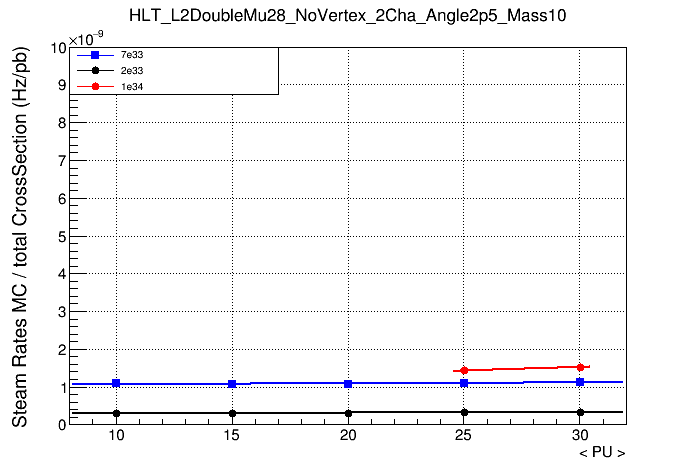 HLT_L2DoubleMu28_NoVertex_2Cha_Angle2p5_Mass10
×10⁻⁹
7e33
2e33
1e34
Steam Rates MC / total CrossSection (Hz/pb)
10
9
8
7
6
5
4
3
2
1
0
10 15 20 25 30
< PU >